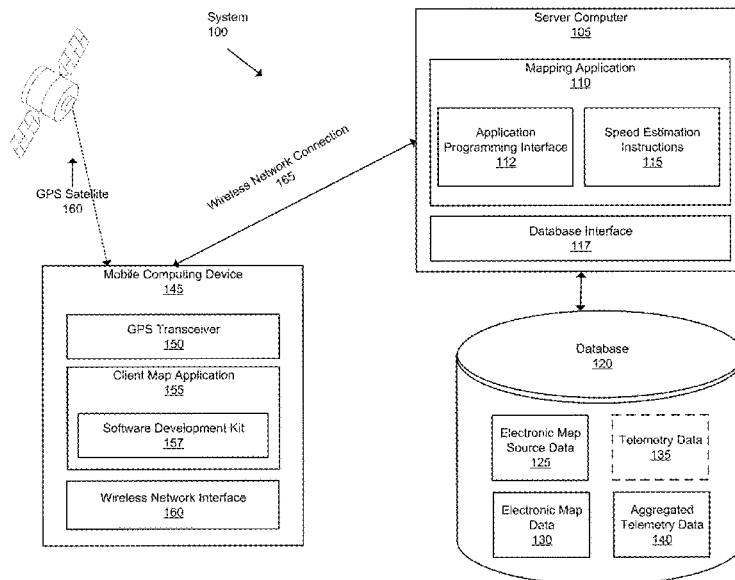 System
100
GPS Satellite
160
Wireless Network Connection
165
Server Computer
105
Mapping Application
110
Application
Programming Interface
112
Speed Estimation
Instructions
115
Database Interface
117
Mobile Computing Device
145
GPS Transceiver
150
Client Map Application
155
Software Development Kit
157
Wireless Network Interface
160
Database
120
Electronic Map
Source Data
125
Telemetry Data
135
Electronic Map
Data
130
Aggregated
Telemetry Data
140